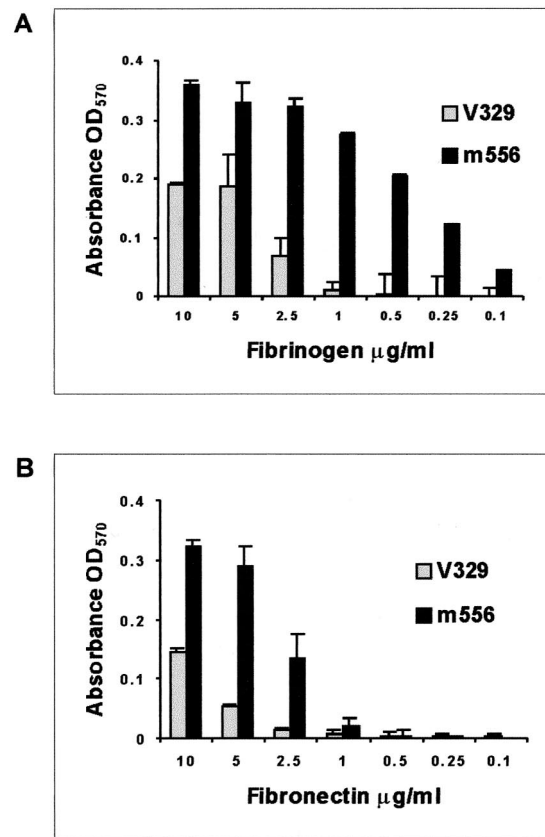 A
Absorbance OD570
0.4
0.3
0.2
0.1
0
V329
m556
10 5 2.5 1 0.5 0.25 0.1
Fibrinogen µg/ml
B
Absorbance OD570
0.4
0.3
0.2
0.1
0
V329
m556
10 5 2.5 1 0.5 0.25 0.1
Fibronectin µg/ml